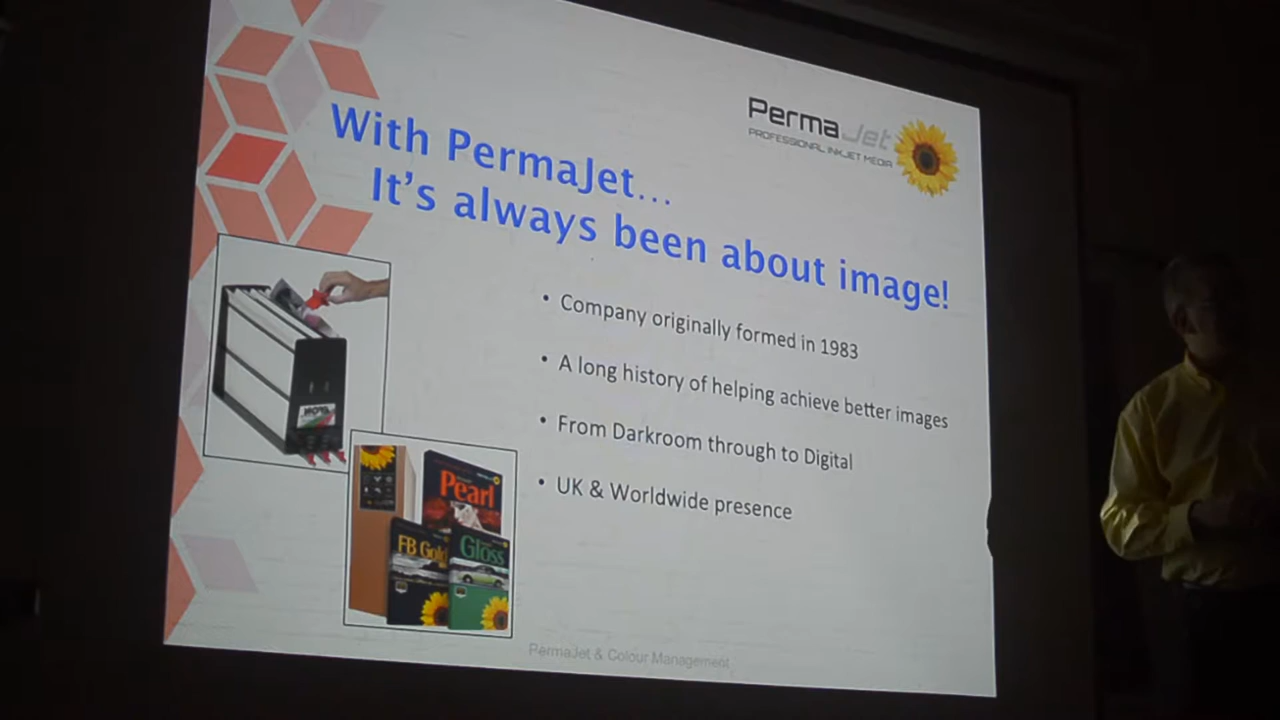 PermaJet
PROFESSIONAL INKJET MEDIA
With PermaJet...
It's always been about image!
• Company originally formed in 1983
• A long history of helping achieve better images
• From Darkroom through to Digital
• UK & Worldwide presence
NOVA
Pearl
FB Gold
Gloss
PermaJet & Colour Management